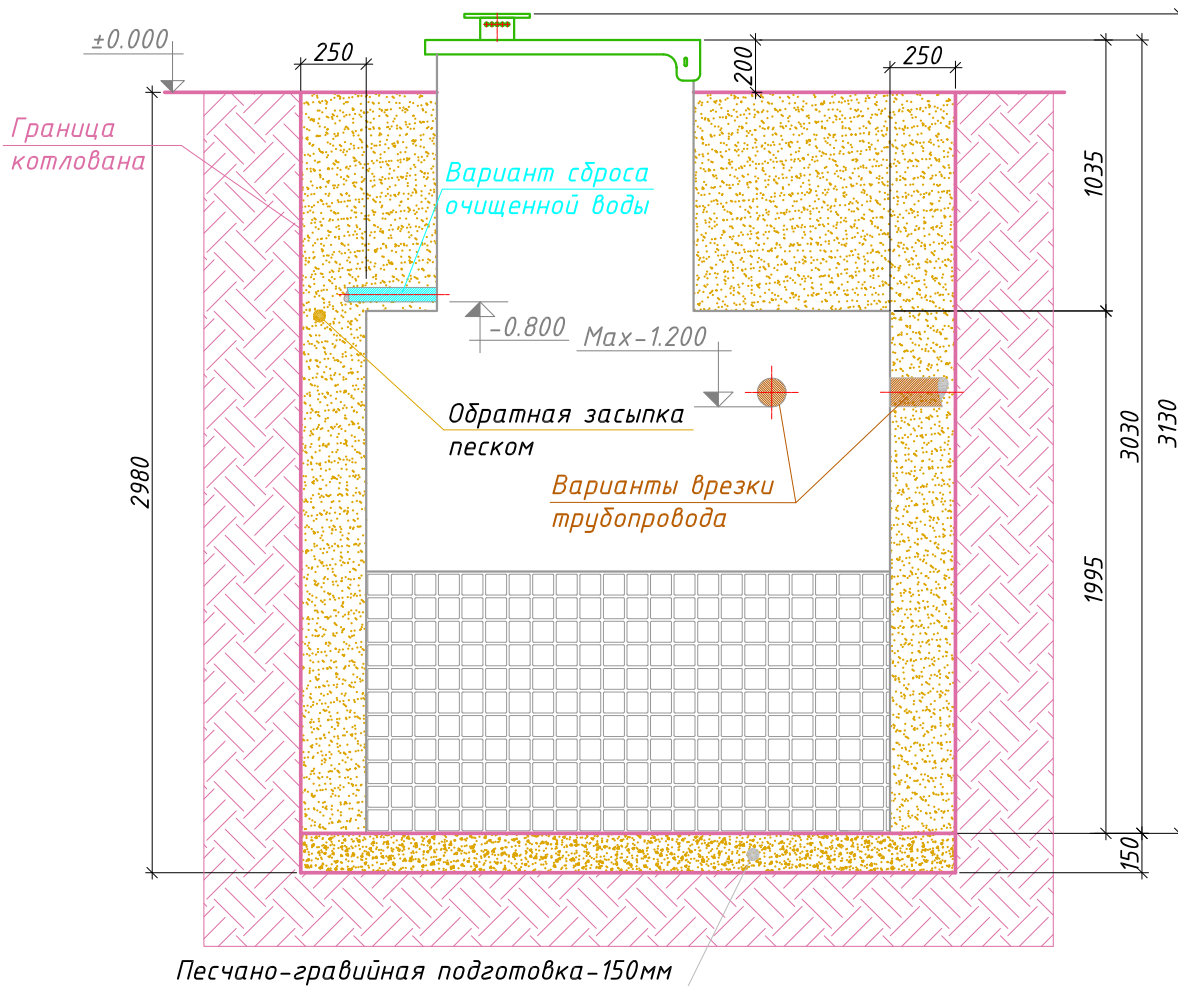 ±0.000
250
200
250
Граница
котлована
Вариант сброса
очищенной воды
1035
-0.800
Max-1.200
Обратная засыпка
песком
3030
3130
2980
Варианты врезки
трубопровода
1995
150
Песчано-гравийная подготовка-150мм